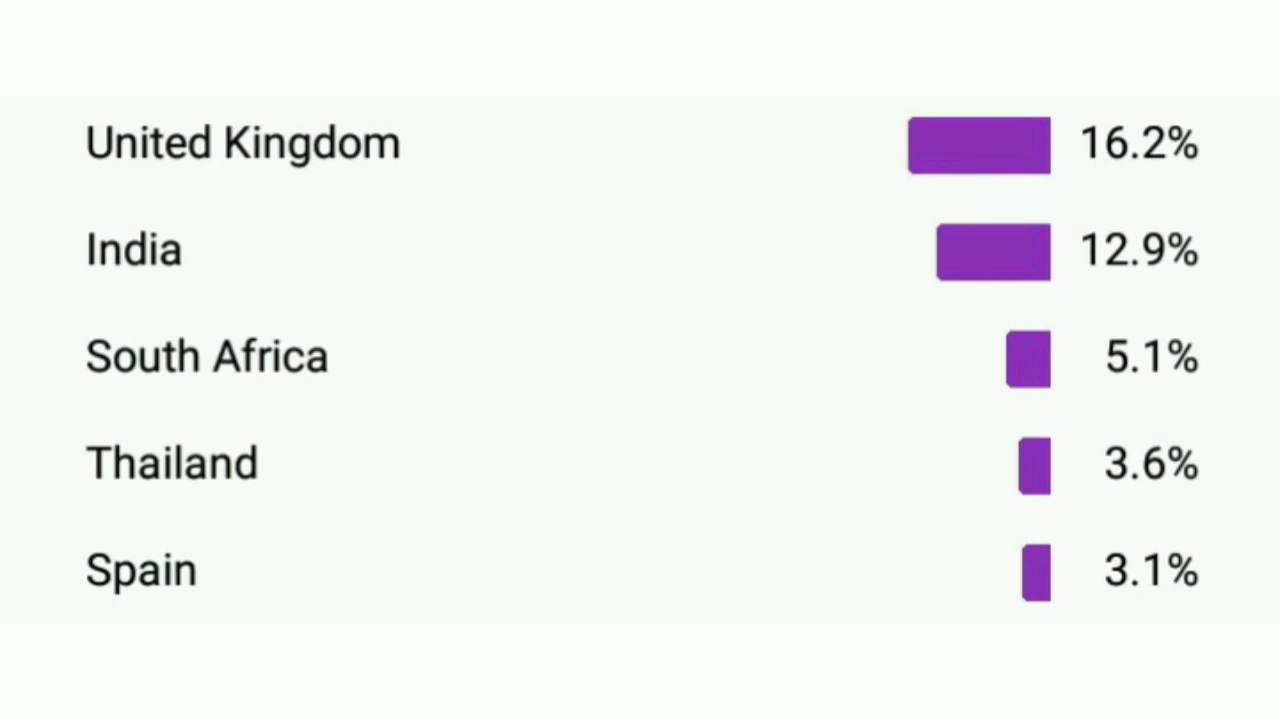 United Kingdom 16.2%
India 12.9%
South Africa 5.1%
Thailand 3.6%
Spain 3.1%